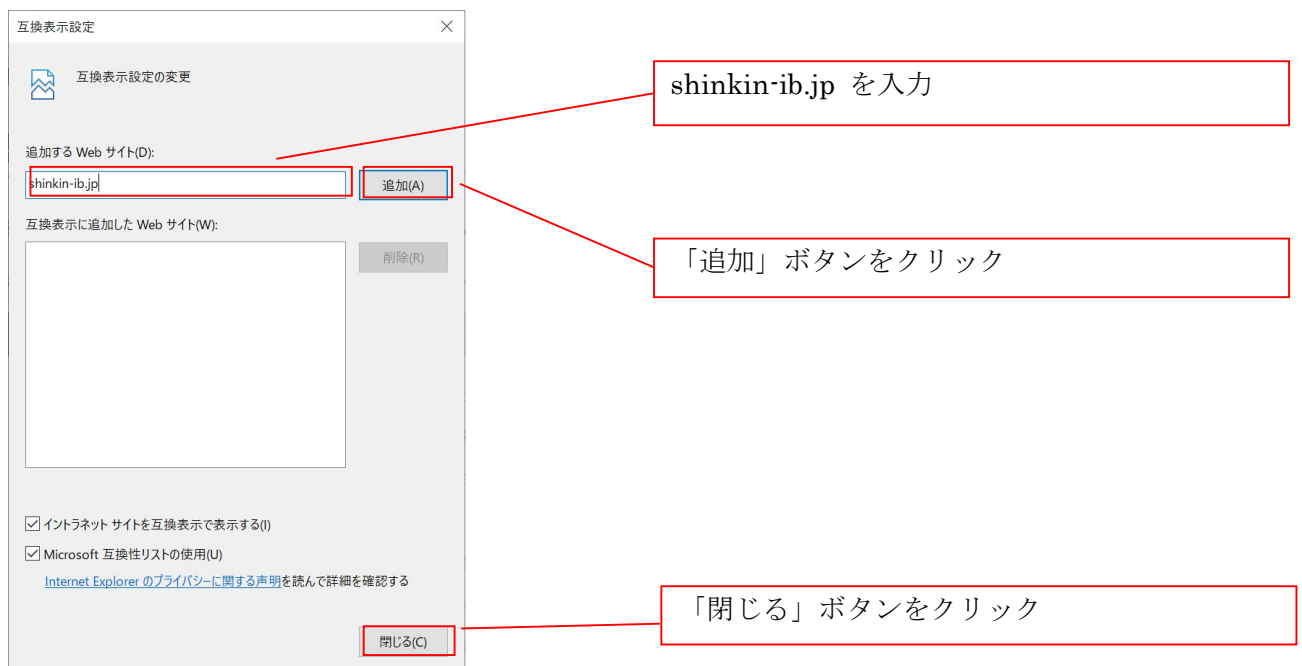 互換表示設定
互換表示設定の変更
shinkin-ib.jp を入力
追加する Web サイト(D):
shinkin-ib.jp
追加(A)
互換表示に追加した Web サイト(W):
削除(R)
「追加」ボタンをクリック
イントラネット サイトを互換表示で表示する(I)
Microsoft 互換性リストの使用(U)
Internet Explorer のプライバシーに関する声明を読んで詳細を確認する
「閉じる」ボタンをクリック
閉じる(C)